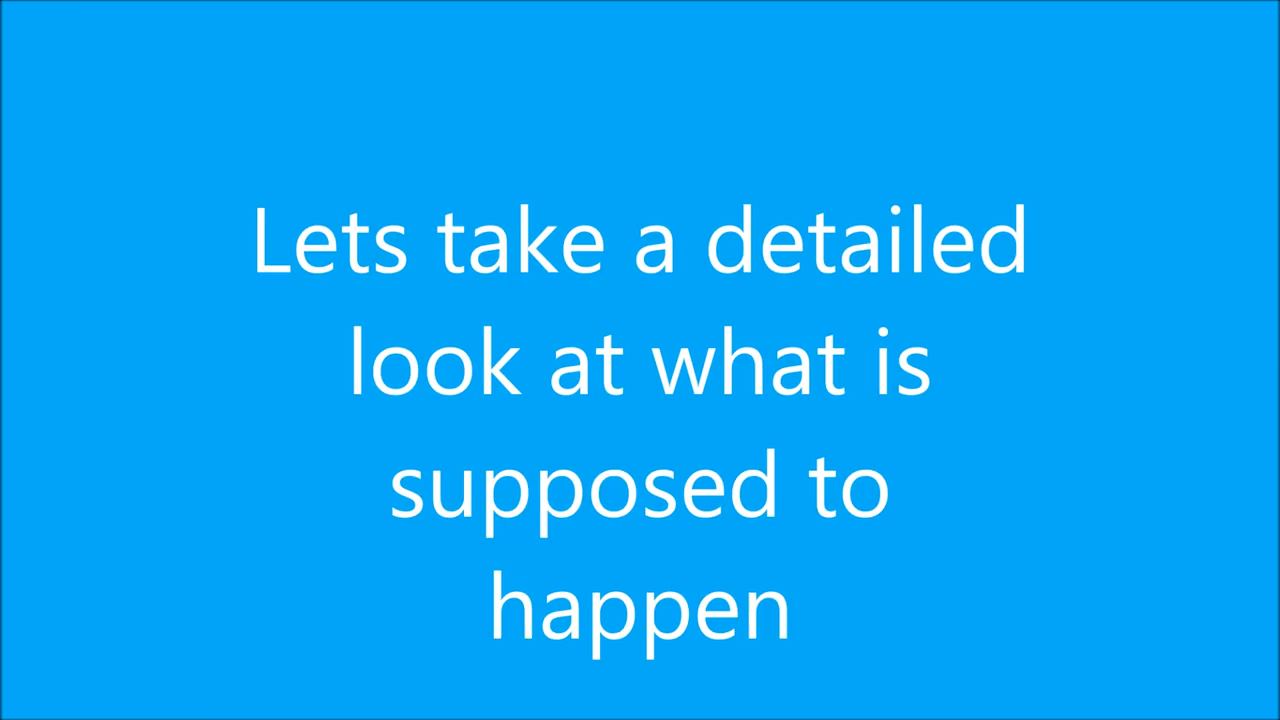 Lets take a detailed
look at what is
supposed to
happen